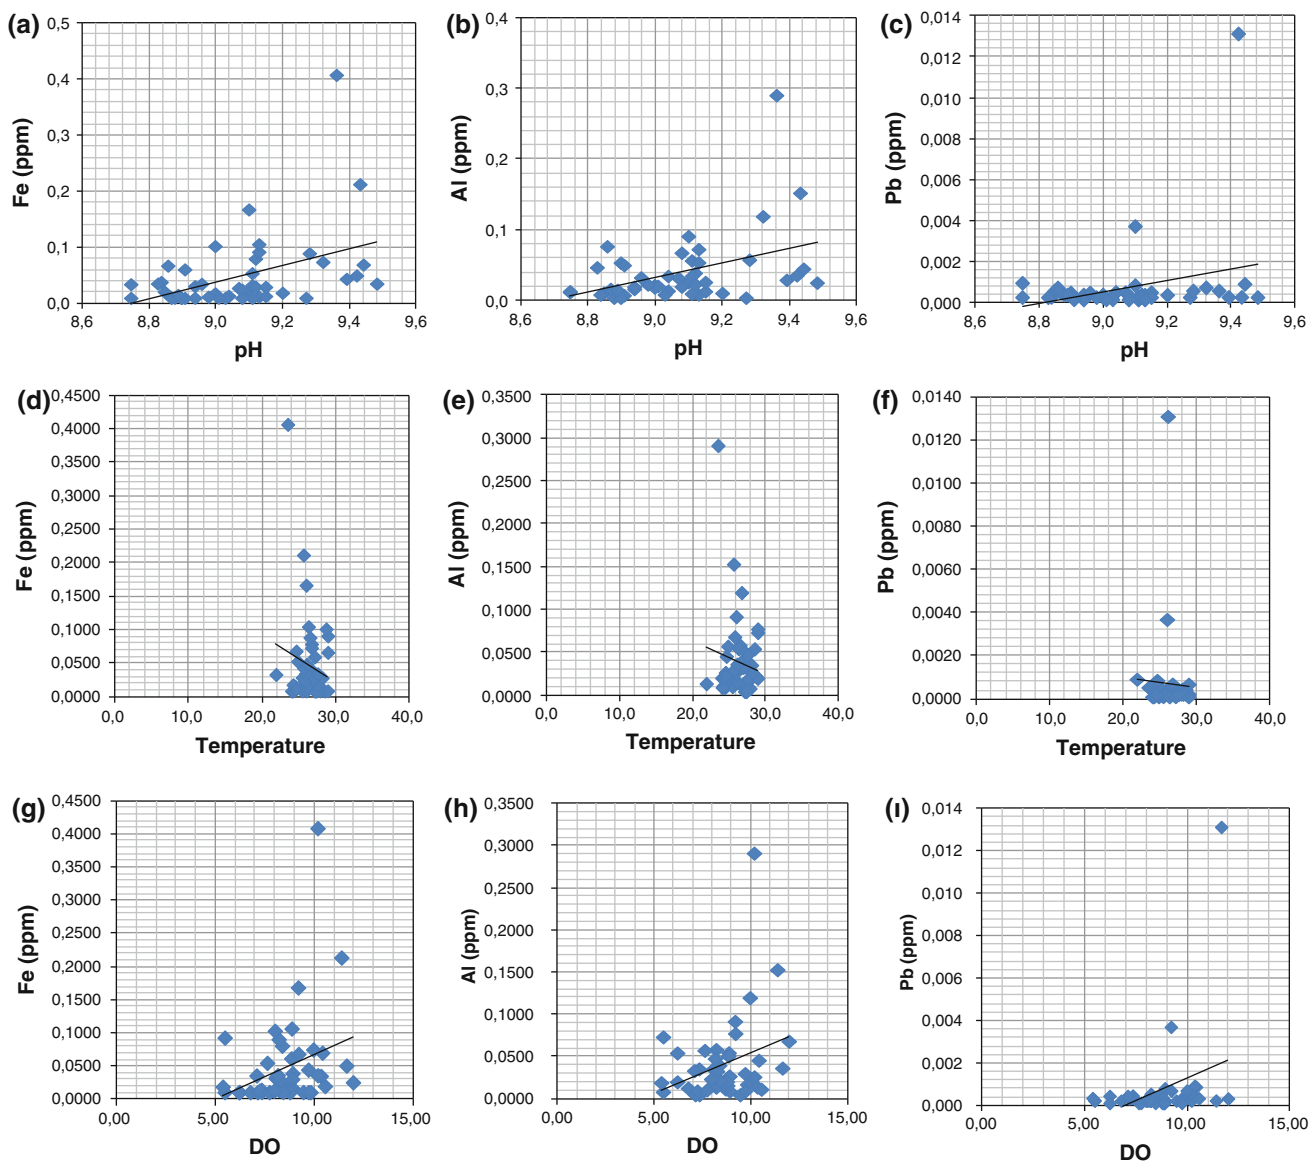 (a)
Fe (ppm)
0,5
0,4
0,3
0,2
0,1
0,0
8,6 8,8 9,0 9,2 9,4 9,6
pH
(b)
Al (ppm)
0,4
0,3
0,2
0,1
0,0
8,6 8,8 9,0 9,2 9,4 9,6
pH
(c)
Pb (ppm)
0,014
0,012
0,010
0,008
0,006
0,004
0,002
0,000
8,6 8,8 9,0 9,2 9,4 9,6
pH
(d)
Fe (ppm)
0,4500
0,4000
0,3500
0,3000
0,2500
0,2000
0,1500
0,1000
0,0500
0,0000
0,0 10,0 20,0 30,0 40,0
Temperature
(e)
Al (ppm)
0,3500
0,3000
0,2500
0,2000
0,1500
0,1000
0,0500
0,0000
0,0 10,0 20,0 30,0 40,0
Temperature
(f)
Pb (ppm)
0,0140
0,0120
0,0100
0,0080
0,0060
0,0040
0,0020
0,0000
0,0 10,0 20,0 30,0 40,0
Temperature
(g)
Fe (ppm)
0,4500
0,4000
0,3500
0,3000
0,2500
0,2000
0,1500
0,1000
0,0500
0,0000
0,00 5,00 10,00 15,00
DO
(h)
Al (ppm)
0,3500
0,3000
0,2500
0,2000
0,1500
0,1000
0,0500
0,0000
0,00 5,00 10,00 15,00
DO
(ı)
Pb (ppm)
0,014
0,012
0,010
0,008
0,006
0,004
0,002
0,000
0,00 5,00 10,00 15,00
DO